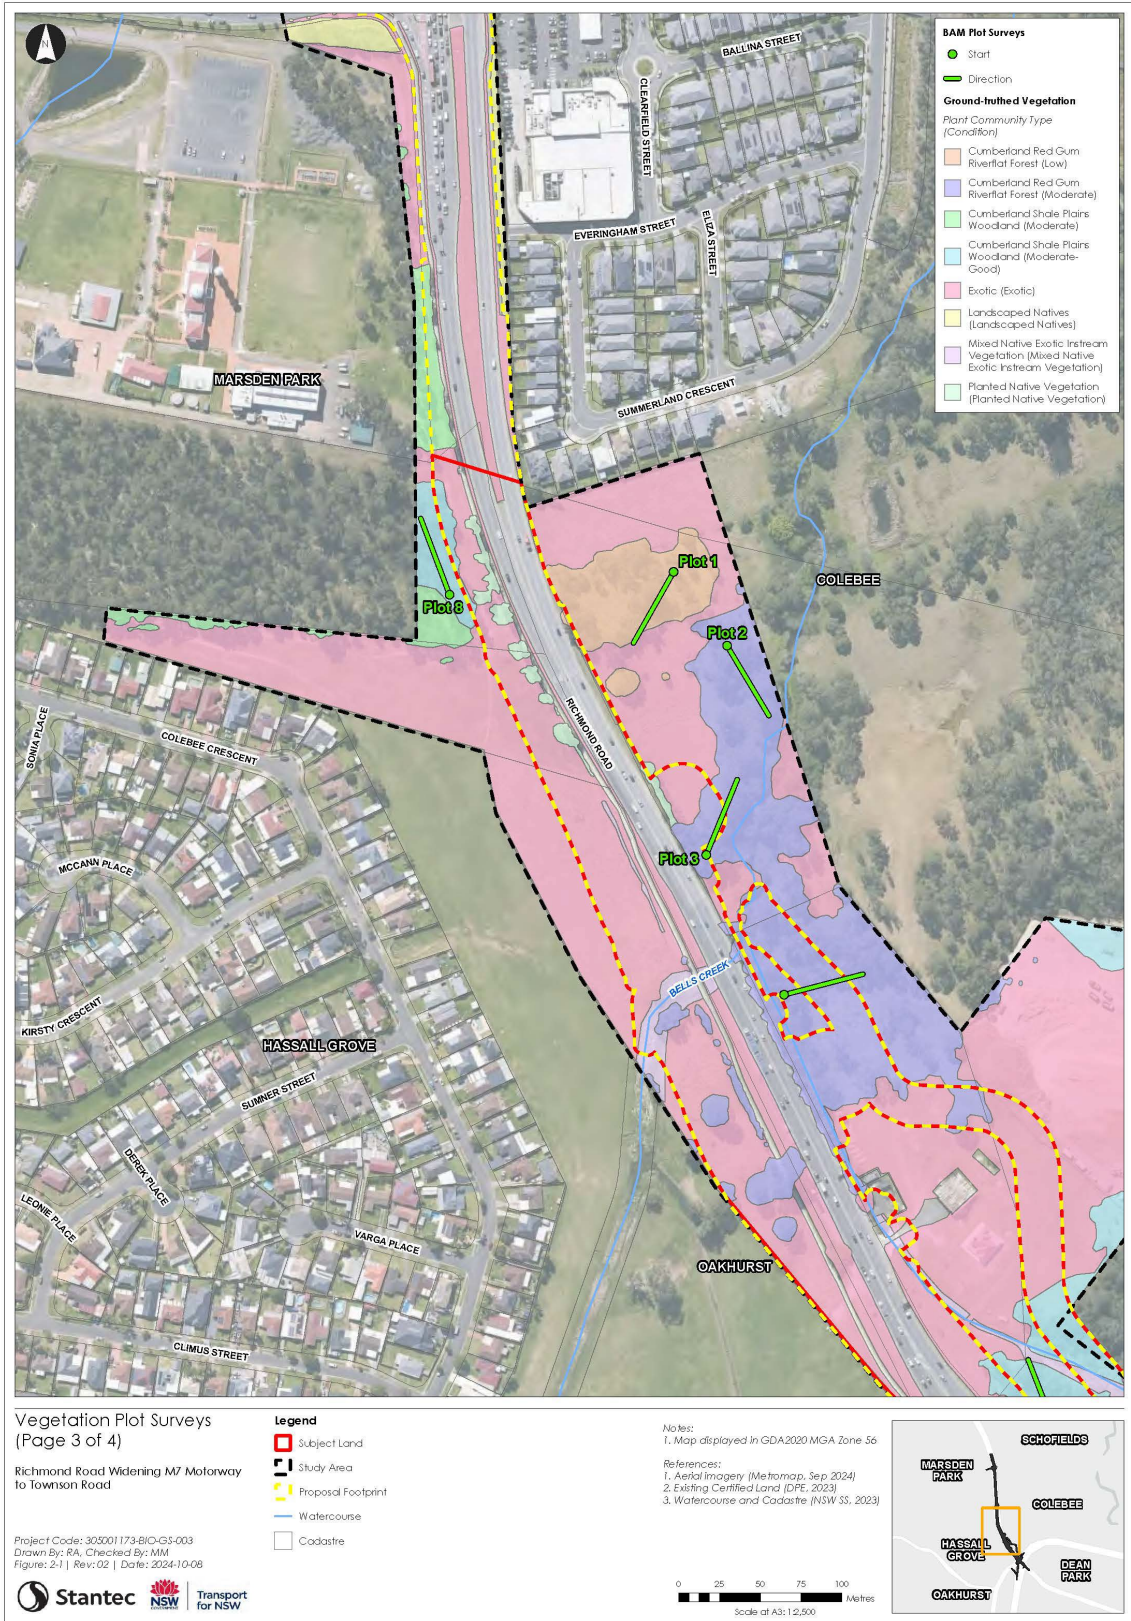 N
BALLINA STREET
CLEARFIELD STREET
EVERINGHAM STREET
ELIZA STREET
SUMMERLAND CRESCENT
MARSDEN PARK
COLEBEE
Plot 1
Plot 2
Plot 8
Plot 3
RICHMOND ROAD
SONIA PLACE
COLEBEE CRESCENT
MCCANN PLACE
BELLS CREEK
KIRSTY CRESCENT
HASSALL GROVE
SUMNER STREET
DEREK PLACE
LEONIE PLACE
VARGA PLACE
OAKHURST
CLIMUS STREET
BAM Plot Surveys
Start
Direction
Ground-truthed Vegetation
Plant Community Type
(Condition)
Cumberland Red Gum
Riverflat Forest (Low)
Cumberland Red Gum
Riverflat Forest (Moderate)
Cumberland Shale Plains
Woodland (Moderate)
Cumberland Shale Plains
Woodland (Moderate-
Good)
Exotic (Exotic)
Landscaped Natives
(Landscaped Natives)
Mixed Native Exotic Instream
Vegetation (Mixed Native
Exotic Instream Vegetation)
Planted Native Vegetation
(Planted Native Vegetation)
Vegetation Plot Surveys
(Page 3 of 4)
Richmond Road Widening M7 Motorway
to Townson Road
Project Code: 305001173-BIO-GS-003
Drawn By: RA, Checked By: MM
Figure: 2-1 | Rev: 02 | Date: 2024-10-08
Stantec
NSW
GOVERNMENT
Transport
for NSW
Legend
Subject Land
Study Area
Proposal Footprint
Watercourse
Cadastre
Notes:
1. Map displayed in GDA2020 MGA Zone 56
References:
1. Aerial imagery (Metromap, Sep 2024)
2. Existing Certified Land (DPE, 2023)
3. Watercourse and Cadastre (NSW SS, 2023)
0 25 50 75 100
Metres
Scale at A3: 1:2,500
SCHOFIELDS
MARSDEN
PARK
COLEBEE
HASSALL
GROVE
DEAN
PARK
OAKHURST